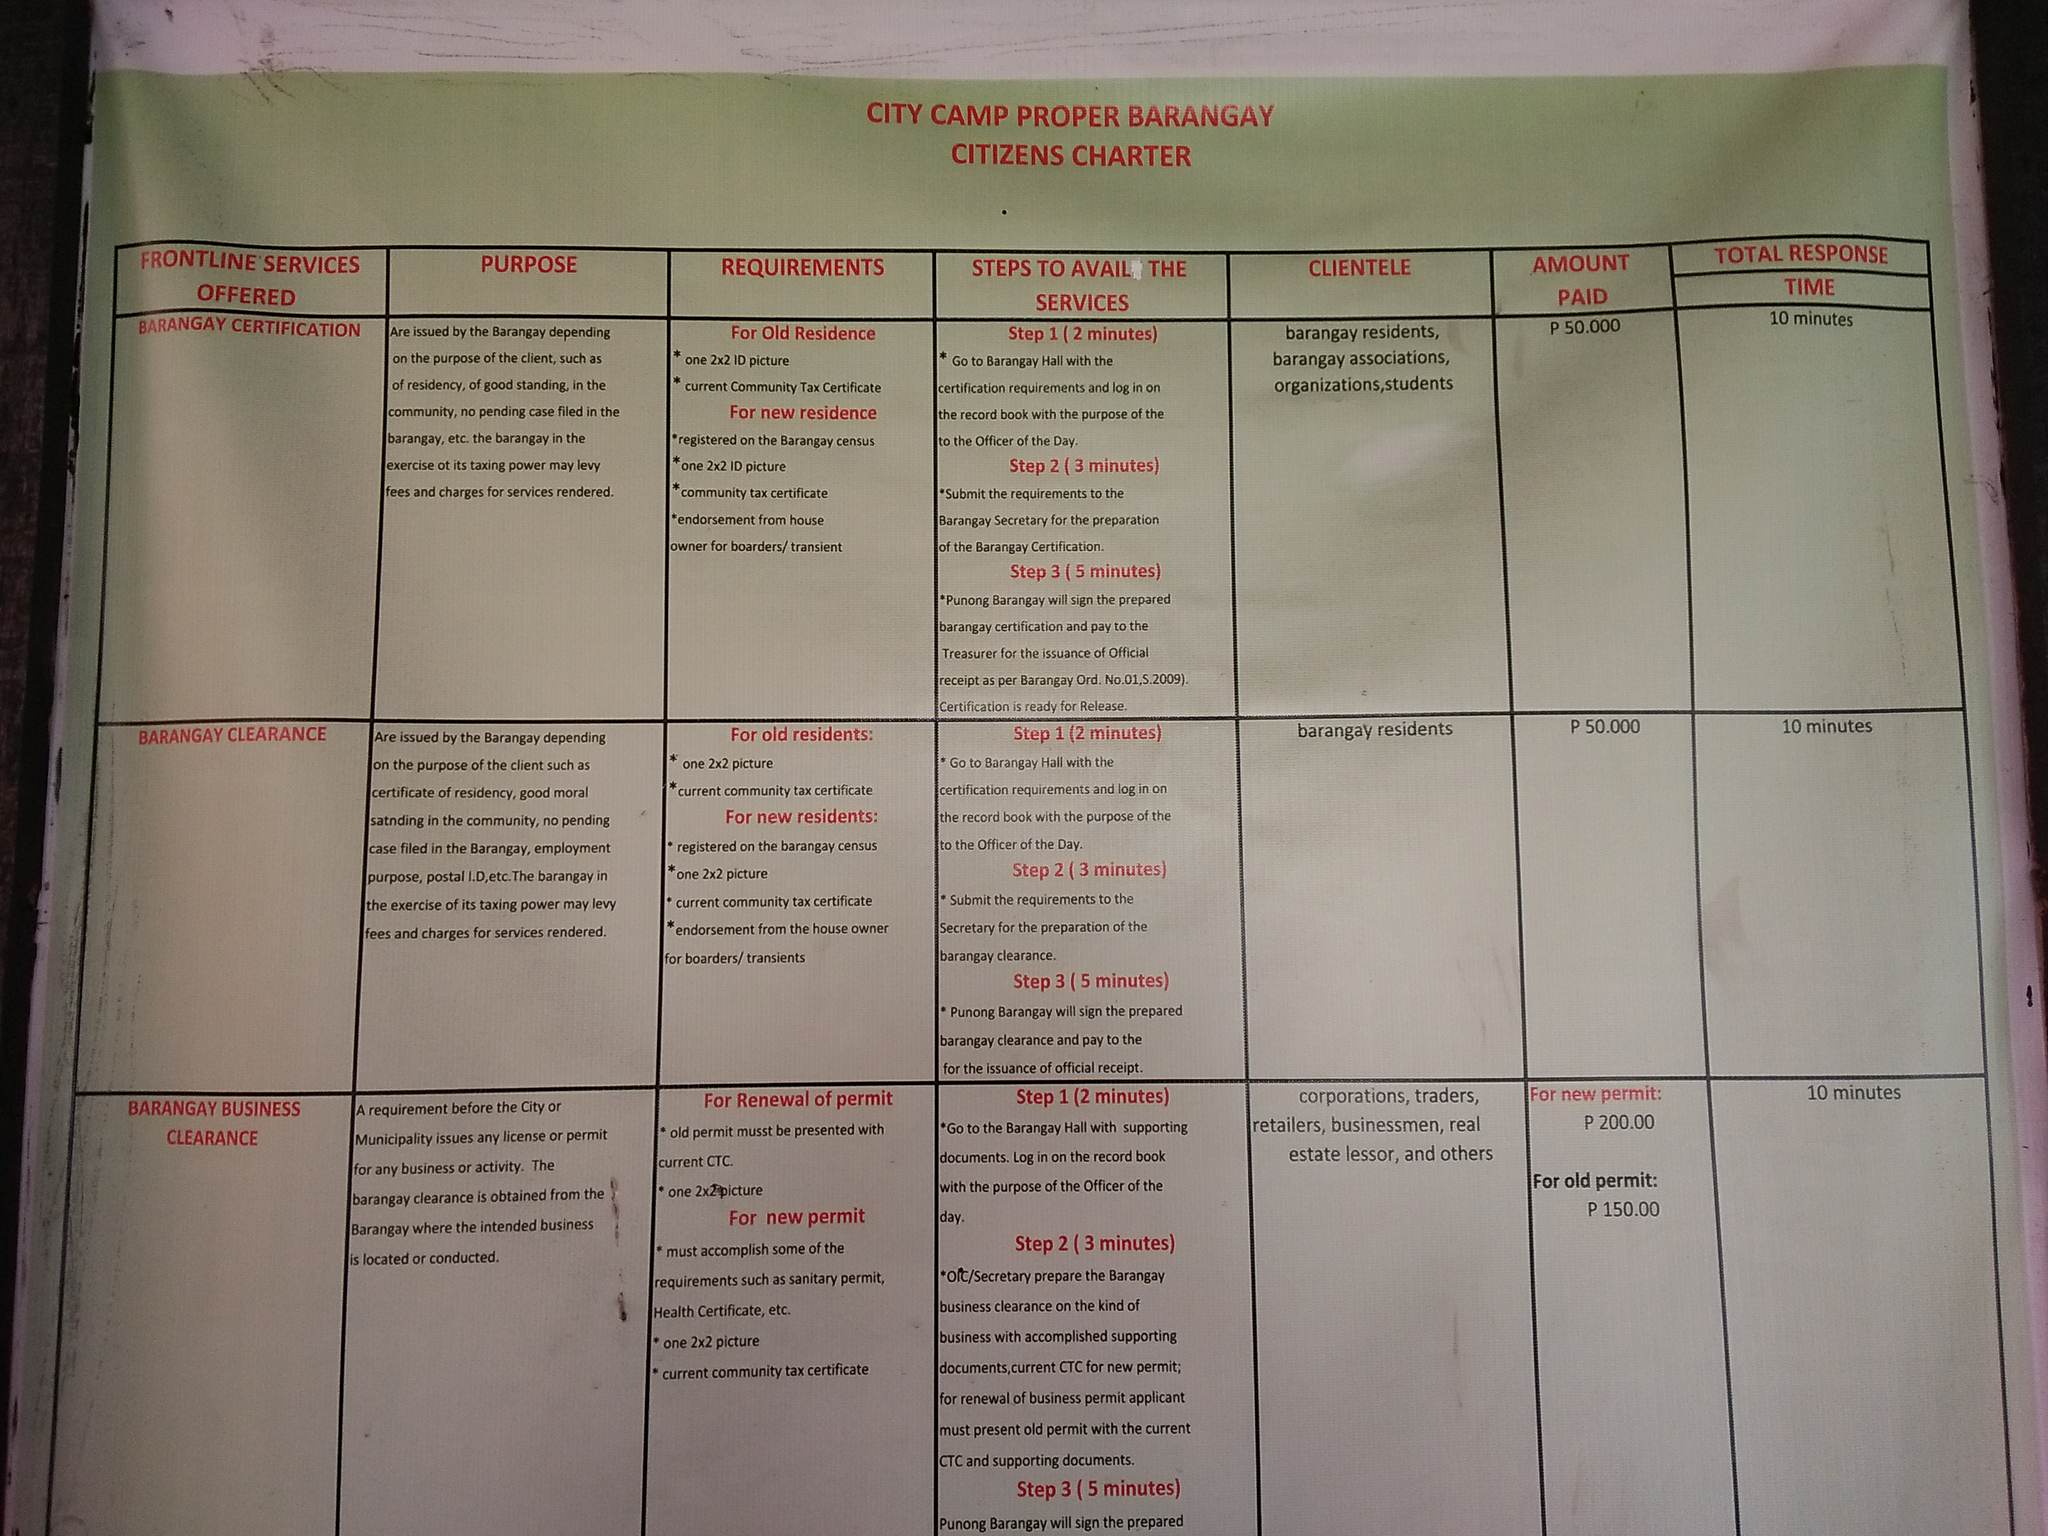 CITY CAMP PROPER BARANGAY
CITIZENS CHARTER
FRONTLINE SERVICES
OFFERED
PURPOSE
REQUIREMENTS
STEPS TO AVAIL THE
SERVICES
CLIENTELE
AMOUNT
PAID
TOTAL RESPONSE
TIME
BARANGAY CERTIFICATION
Are issued by the Barangay depending
on the purpose of the client, such as
of residency, of good standing, in the
community, no pending case filed in the
barangay, etc. the barangay in the
exercise ot its taxing power may levy
fees and charges for services rendered.
For Old Residence
* one 2x2 ID picture
* current Community Tax Certificate
For new residence
*registered on the Barangay census
*one 2x2 ID picture
*community tax certificate
*endorsement from house
owner for boarders/ transient
Step 1 ( 2 minutes)
* Go to Barangay Hall with the
certification requirements and log in on
the record book with the purpose of the
to the Officer of the Day.
Step 2 ( 3 minutes)
*Submit the requirements to the
Barangay Secretary for the preparation
of the Barangay Certification.
Step 3 ( 5 minutes)
*Punong Barangay will sign the prepared
barangay certification and pay to the
Treasurer for the issuance of Official
receipt as per Barangay Ord. No.01,S.2009).
Certification is ready for Release.
barangay residents,
barangay associations,
organizations,students
P 50.000
10 minutes
BARANGAY CLEARANCE
Are issued by the Barangay depending
on the purpose of the client such as
certificate of residency, good moral
satnding in the community, no pending
case filed in the Barangay, employment
purpose, postal I.D,etc.The barangay in
the exercise of its taxing power may levy
fees and charges for services rendered.
For old residents:
* one 2x2 picture
*current community tax certificate
For new residents:
* registered on the barangay census
*one 2x2 picture
* current community tax certificate
*endorsement from the house owner
for boarders/ transients
Step 1 (2 minutes)
* Go to Barangay Hall with the
certification requirements and log in on
the record book with the purpose of the
to the Officer of the Day.
Step 2 ( 3 minutes)
* Submit the requirements to the
Secretary for the preparation of the
barangay clearance.
Step 3 ( 5 minutes)
* Punong Barangay will sign the prepared
barangay clearance and pay to the
for the issuance of official receipt.
barangay residents
P 50.000
10 minutes
BARANGAY BUSINESS
CLEARANCE
A requirement before the City or
Municipality issues any license or permit
for any business or activity. The
barangay clearance is obtained from the
Barangay where the intended business
is located or conducted.
For Renewal of permit
* old permit musst be presented with
current CTC.
* one 2x2 picture
For new permit
* must accomplish some of the
requirements such as sanitary permit,
Health Certificate, etc.
* one 2x2 picture
* current community tax certificate
Step 1 (2 minutes)
*Go to the Barangay Hall with supporting
documents. Log in on the record book
with the purpose of the Officer of the
day.
Step 2 ( 3 minutes)
*OIC/Secretary prepare the Barangay
business clearance on the kind of
business with accomplished supporting
documents,current CTC for new permit;
for renewal of business permit applicant
must present old permit with the current
CTC and supporting documents.
Step 3 ( 5 minutes)
Punong Barangay will sign the prepared
corporations, traders,
retailers, businessmen, real
estate lessor, and others
For new permit:
P 200.00
For old permit:
P 150.00
10 minutes